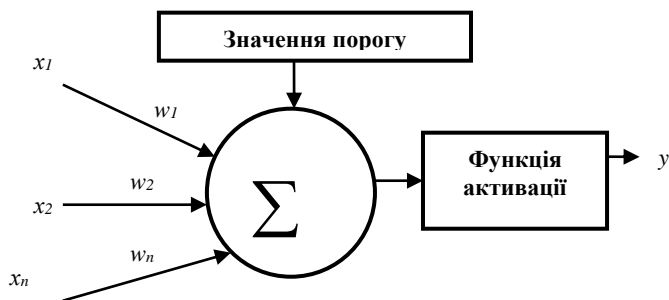 Значення порогу
x1
w1
x2
w2
∑
Функція
активації
y
xn
wn